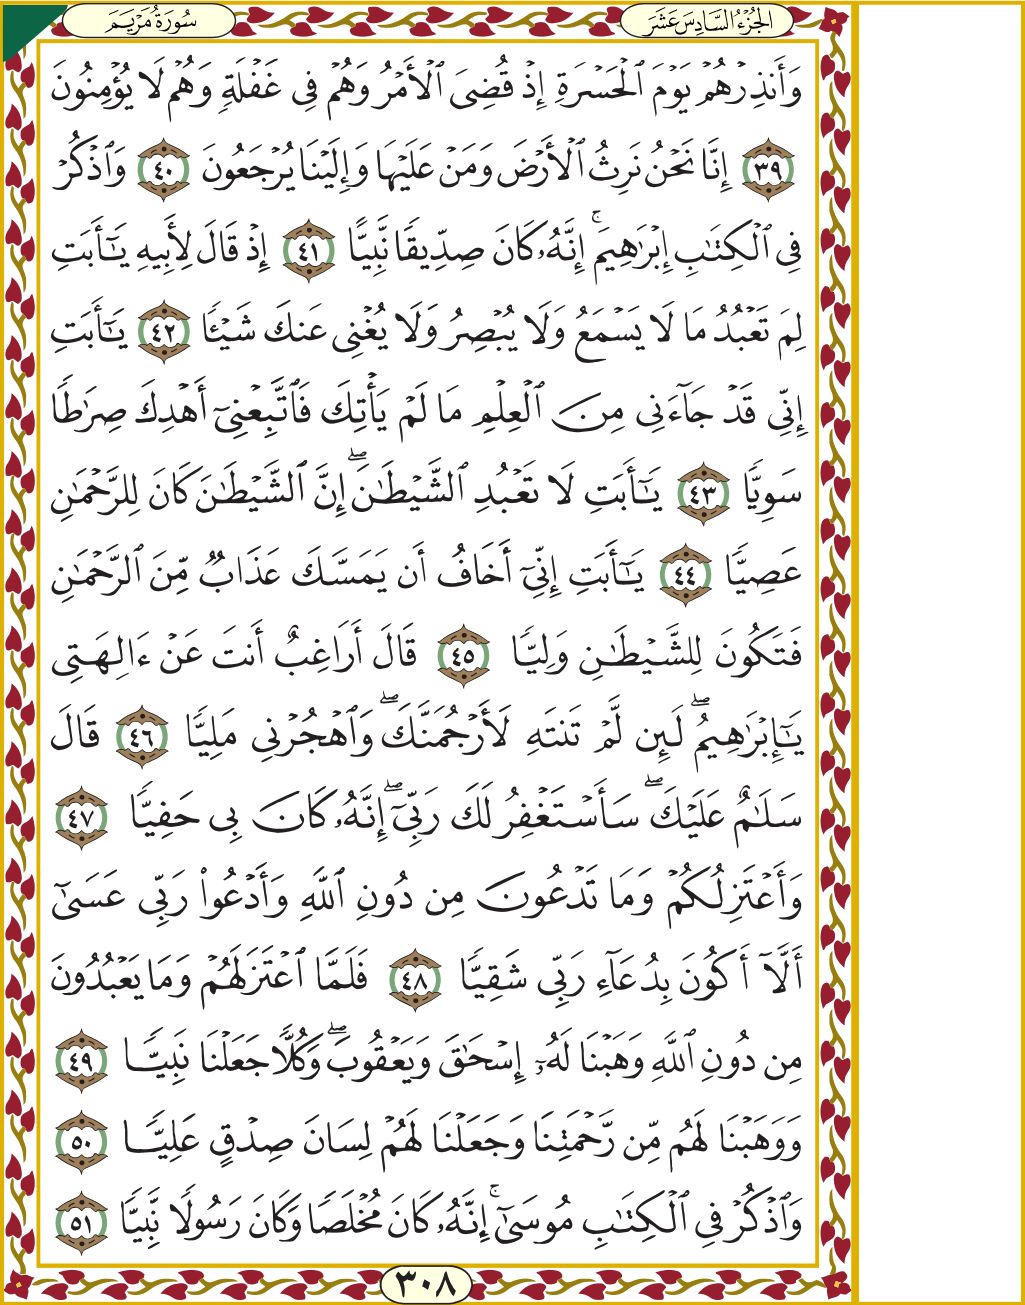 الجُزْءُ السَّادِسَ عَشَرَ
سُورَةُ مَرْيَمَ
وَأَنذِرْهُمْ يَوْمَ ٱلْحَسْرَةِ إِذْ قُضِىَ ٱلْأَمْرُ وَهُمْ فِى غَفْلَةٍ وَهُمْ لَا يُؤْمِنُونَ
٣٩ إِنَّا نَحْنُ نَرِثُ ٱلْأَرْضَ وَمَنْ عَلَيْهَا وَإِلَيْنَا يُرْجَعُونَ ٤٠ وَٱذْكُرْ
فِى ٱلْكِتَٰبِ إِبْرَٰهِيمَ ۚ إِنَّهُۥ كَانَ صِدِّيقًا نَّبِيًّا ٤١ إِذْ قَالَ لِأَبِيهِ يَٰٓأَبَتِ
لِمَ تَعْبُدُ مَا لَا يَسْمَعُ وَلَا يُبْصِرُ وَلَا يُغْنِى عَنكَ شَيْـًٔا ٤٢ يَٰٓأَبَتِ
إِنِّى قَدْ جَآءَنِى مِنَ ٱلْعِلْمِ مَا لَمْ يَأْتِكَ فَٱتَّبِعْنِىٓ أَهْدِكَ صِرَٰطًا
سَوِيًّا ٤٣ يَٰٓأَبَتِ لَا تَعْبُدِ ٱلشَّيْطَٰنَ ۖ إِنَّ ٱلشَّيْطَٰنَ كَانَ لِلرَّحْمَٰنِ
عَصِيًّا ٤٤ يَٰٓأَبَتِ إِنِّىٓ أَخَافُ أَن يَمَسَّكَ عَذَابٌ مِّنَ ٱلرَّحْمَٰنِ
فَتَكُونَ لِلشَّيْطَٰنِ وَلِيًّا ٤٥ قَالَ أَرَاغِبٌ أَنتَ عَنْ ءَالِهَتِى
يَٰٓإِبْرَٰهِيمُ ۖ لَئِن لَّمْ تَنتَهِ لَأَرْجُمَنَّكَ ۖ وَٱهْجُرْنِى مَلِيًّا ٤٦ قَالَ
سَلَٰمٌ عَلَيْكَ ۖ سَأَسْتَغْفِرُ لَكَ رَبِّىٓ ۖ إِنَّهُۥ كَانَ بِى حَفِيًّا ٤٧
وَأَعْتَزِلُكُمْ وَمَا تَدْعُونَ مِن دُونِ ٱللَّهِ وَأَدْعُوا۟ رَبِّى عَسَىٰٓ
أَلَّآ أَكُونَ بِدُعَآءِ رَبِّى شَقِيًّا ٤٨ فَلَمَّا ٱعْتَزَلَهُمْ وَمَا يَعْبُدُونَ
مِن دُونِ ٱللَّهِ وَهَبْنَا لَهُۥٓ إِسْحَٰقَ وَيَعْقُوبَ ۖ وَكُلًّا جَعَلْنَا نَبِيًّا ٤٩
وَوَهَبْنَا لَهُم مِّن رَّحْمَتِنَا وَجَعَلْنَا لَهُمْ لِسَانَ صِدْقٍ عَلِيًّا ٥٠
وَٱذْكُرْ فِى ٱلْكِتَٰبِ مُوسَىٰٓ ۚ إِنَّهُۥ كَانَ مُخْلَصًا وَكَانَ رَسُولًا نَّبِيًّا ٥١
٣٠٨